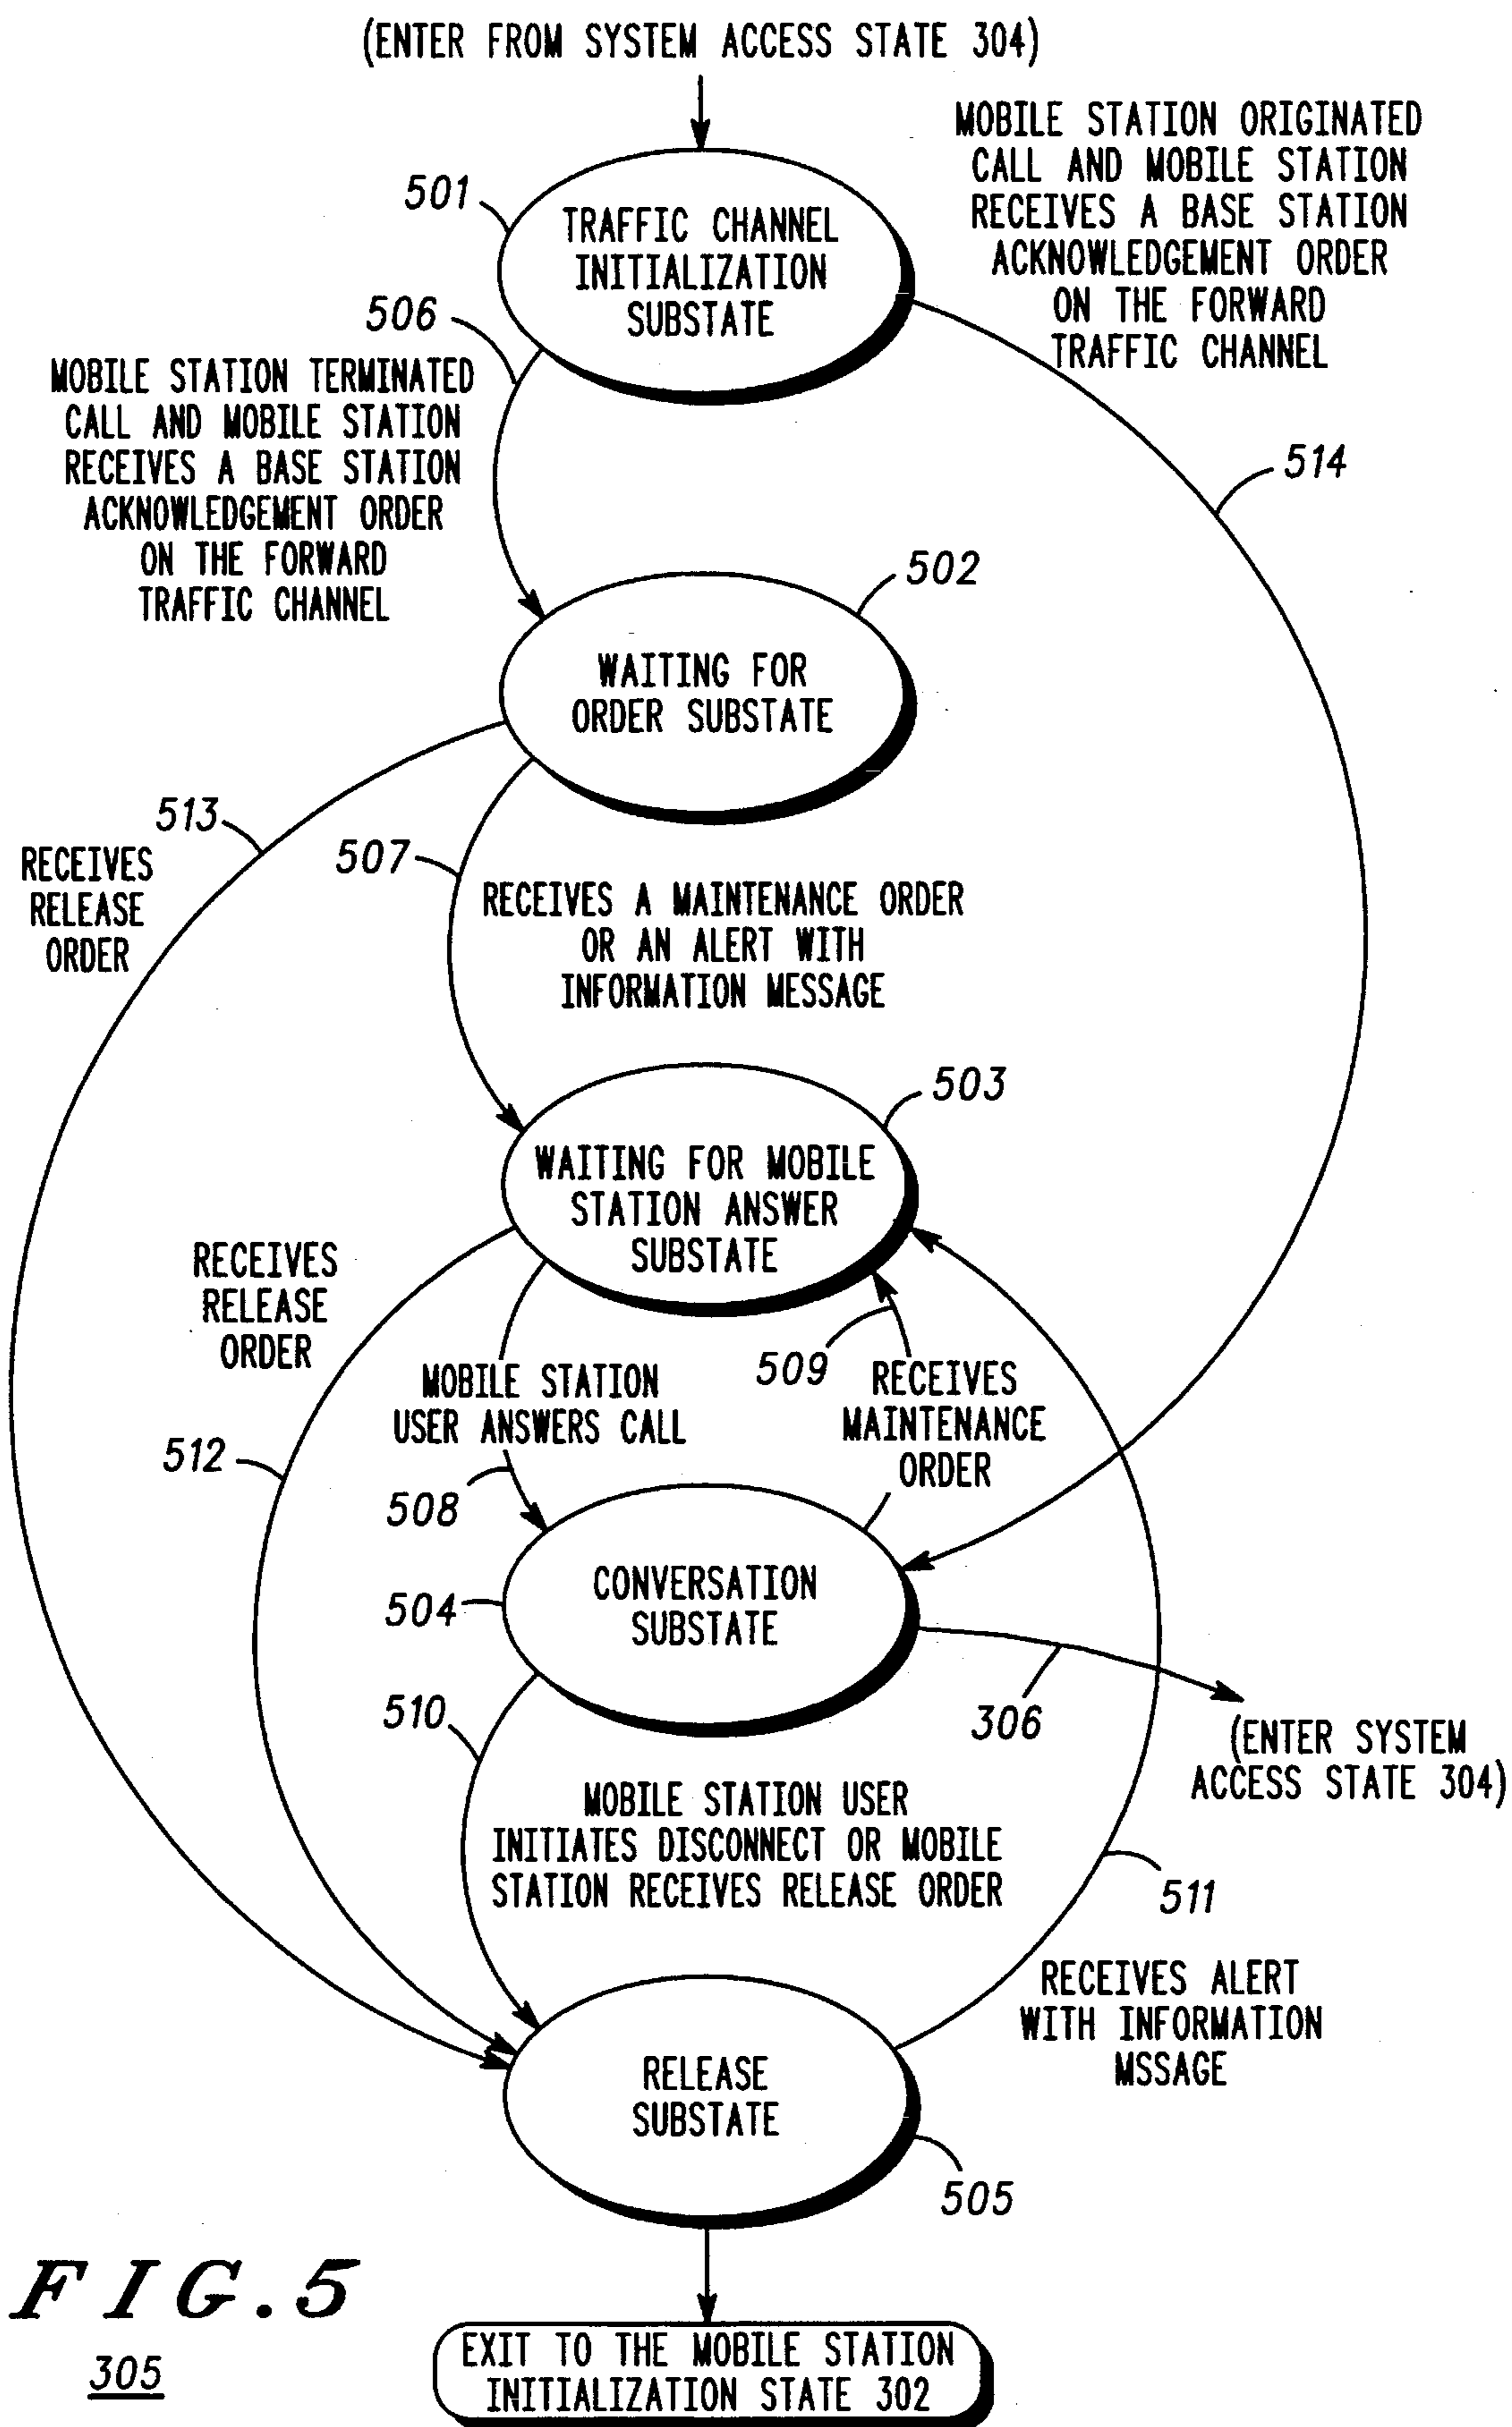 (ENTER FROM SYSTEM ACCESS STATE 304)
MOBILE STATION ORIGINATED
CALL AND MOBILE STATION
RECEIVES A BASE STATION
ACKNOWLEDGEMENT ORDER
ON THE FORWARD
TRAFFIC CHANNEL
501
TRAFFIC CHANNEL
INITIALIZATION
SUBSTATE
506
MOBILE STATION TERMINATED
CALL AND MOBILE STATION
RECEIVES A BASE STATION
ACKNOWLEDGEMENT ORDER
ON THE FORWARD
TRAFFIC CHANNEL
514
502
WAITING FOR
ORDER SUBSTATE
513
RECEIVES
RELEASE
ORDER
507
RECEIVES A MAINTENANCE ORDER
OR AN ALERT WITH
INFORMATION MESSAGE
503
WAITING FOR MOBILE
STATION ANSWER
SUBSTATE
RECEIVES
RELEASE
ORDER
509
MOBILE STATION
USER ANSWERS CALL
RECEIVES
MAINTENANCE
ORDER
512
508
504
CONVERSATION
SUBSTATE
510
306
(ENTER SYSTEM
ACCESS STATE 304)
MOBILE STATION USER
INITIATES DISCONNECT OR MOBILE
STATION RECEIVES RELEASE ORDER
511
RECEIVES ALERT
WITH INFORMATION
MSSAGE
RELEASE
SUBSTATE
505
FIG.5
305
EXIT TO THE MOBILE STATION
INITIALIZATION STATE 302